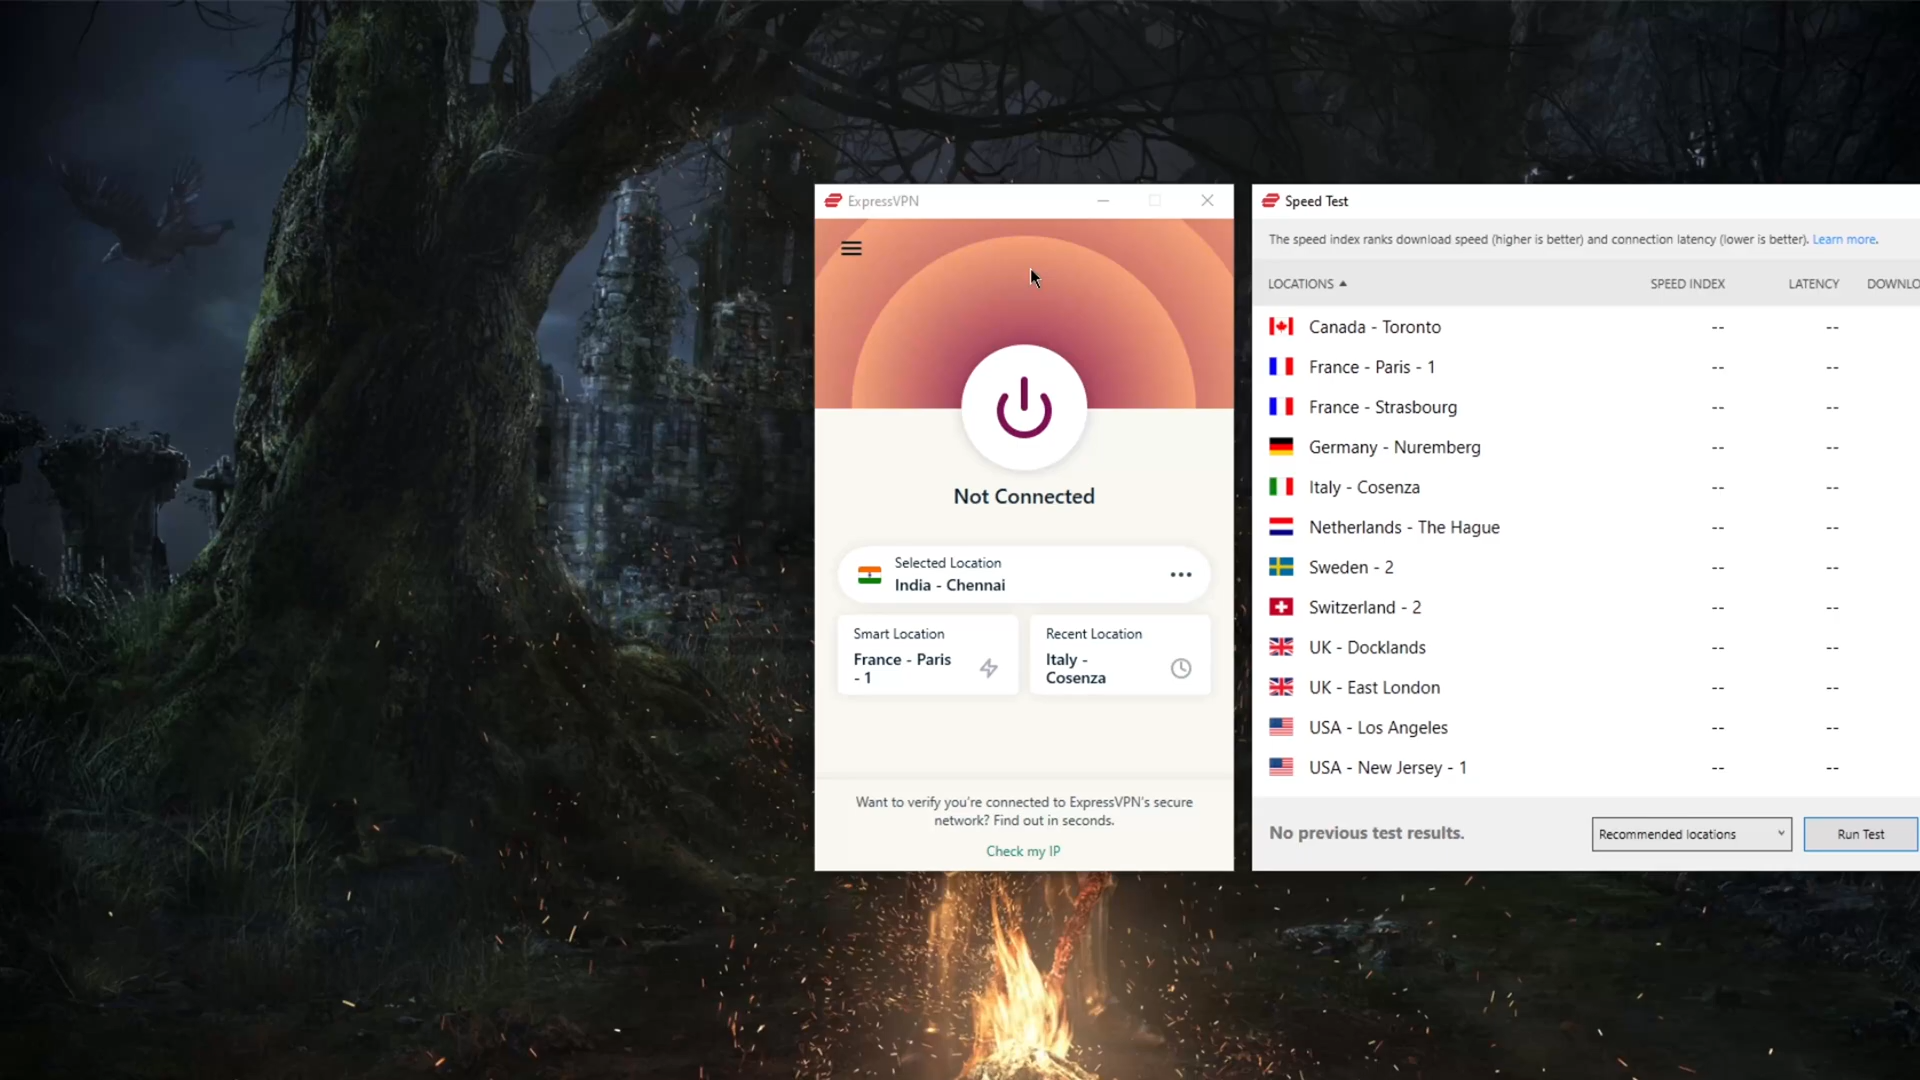 ExpressVPN
Not Connected
Selected Location
India - Chennai
Smart Location
France - Paris
- 1
Recent Location
Italy -
Cosenza
Want to verify you're connected to ExpressVPN's secure
network? Find out in seconds.
Check my IP
Speed Test
The speed index ranks download speed (higher is better) and connection latency (lower is better). Learn more.
LOCATIONS SPEED INDEX LATENCY DOWNLO
Canada - Toronto -- --
France - Paris - 1 -- --
France - Strasbourg -- --
Germany - Nuremberg -- --
Italy - Cosenza -- --
Netherlands - The Hague -- --
Sweden - 2 -- --
Switzerland - 2 -- --
UK - Docklands -- --
UK - East London -- --
USA - Los Angeles -- --
USA - New Jersey - 1 -- --
No previous test results. Recommended locations Run Test